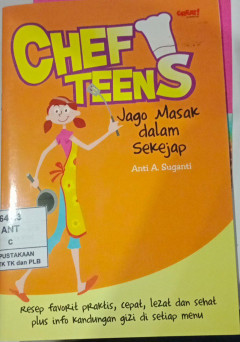 CHEF
TEENS
Jago Masak
dalam
Sekejap
Anti A. Suganti
ANT
C
PUSTAKAAN
TK dan PLB
Resep favorit praktis, cepat, lezat dan sehat
plus info kandungan gizi di setiap menu